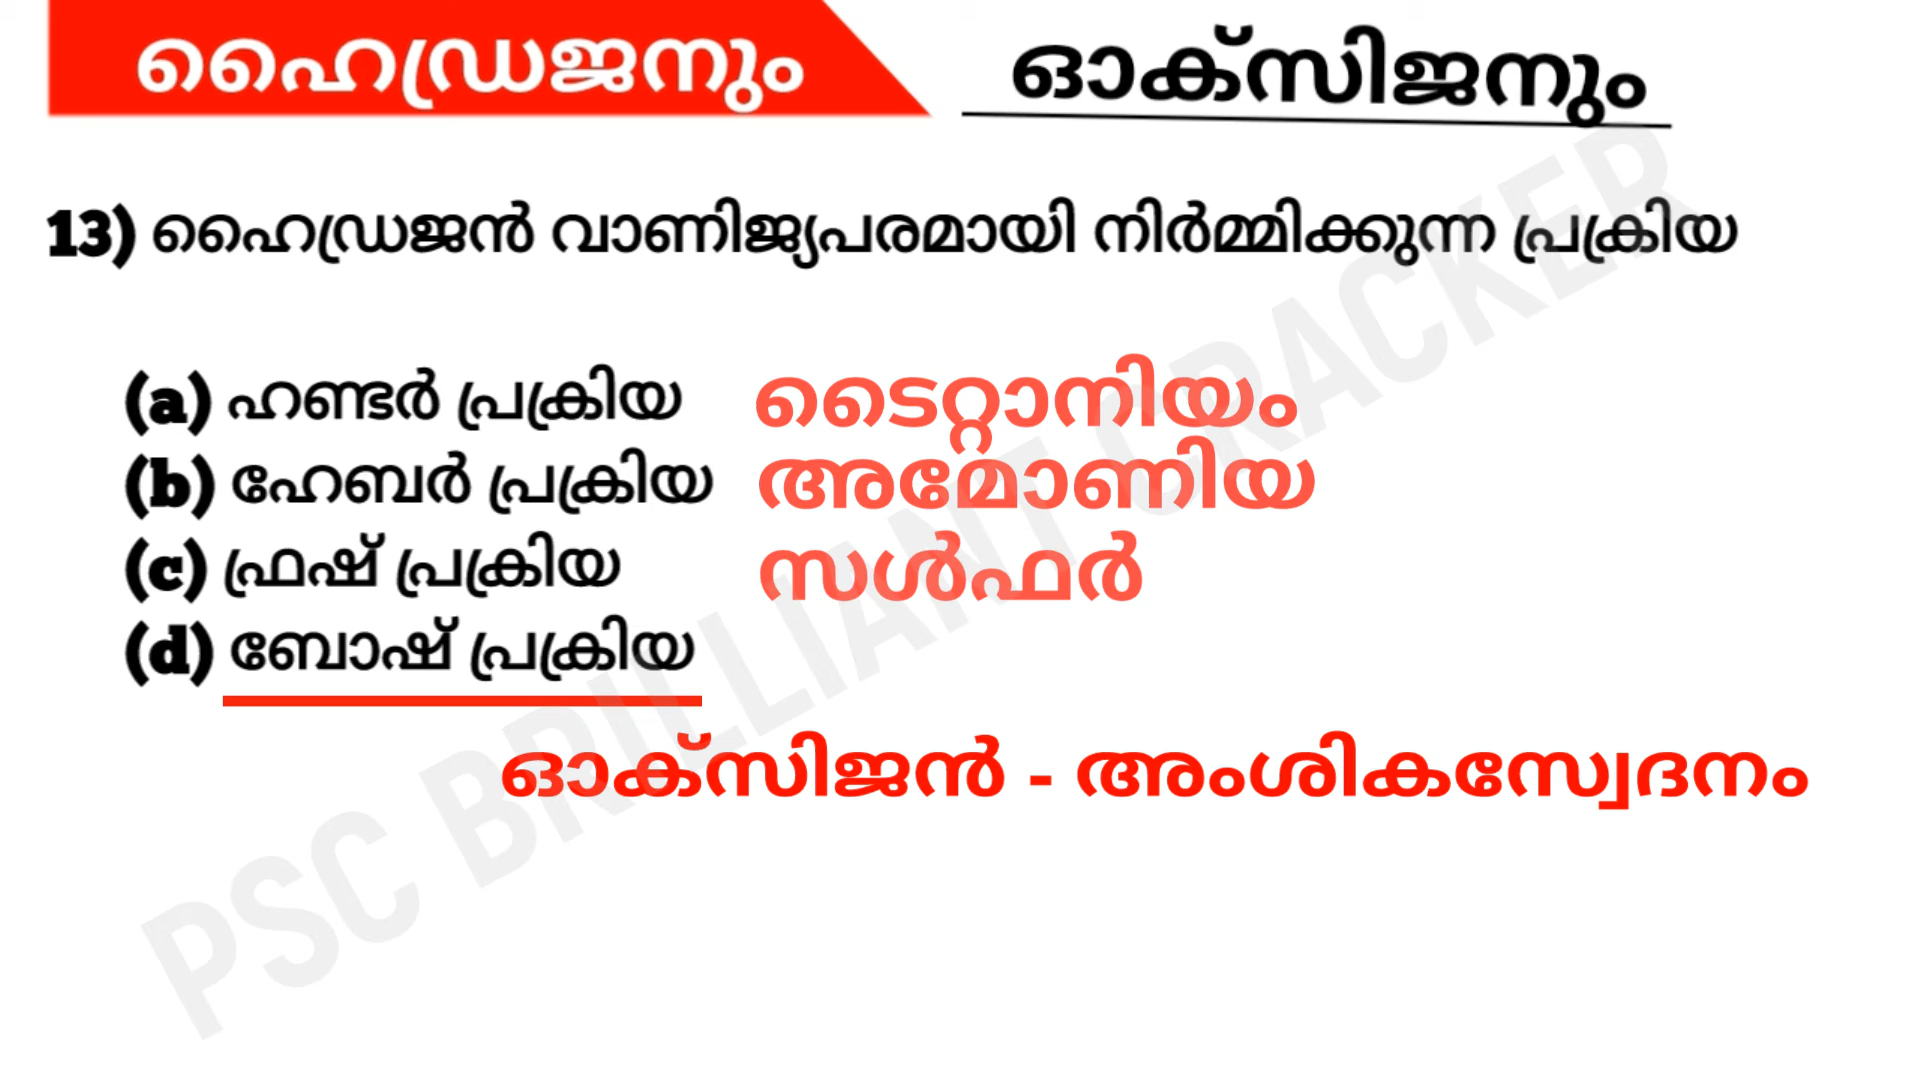 ഹൈഡ്രജനും ഓക്സിജനും
13) ഹൈഡ്രജൻ വാണിജ്യപരമായി നിർമ്മിക്കുന്ന പ്രക്രിയ
(a) ഹണ്ടർ പ്രക്രിയ ടൈറ്റാനിയം
(b) ഹേബർ പ്രക്രിയ അമോണിയ
(c) ഫ്രഷ് പ്രക്രിയ സൾഫർ
(d) ബോഷ് പ്രക്രിയ
ഓക്സിജൻ - അംശികസ്വേദനം
PSC BRILLIANT CRACKER